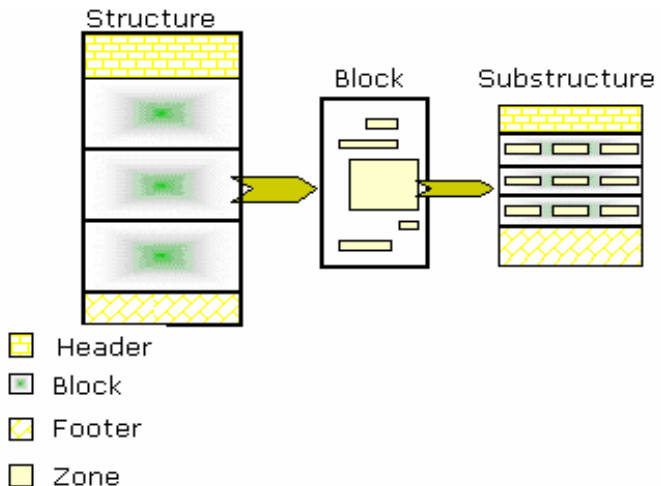 Structure
Block
Substructure
Header
Block
Footer
Zone